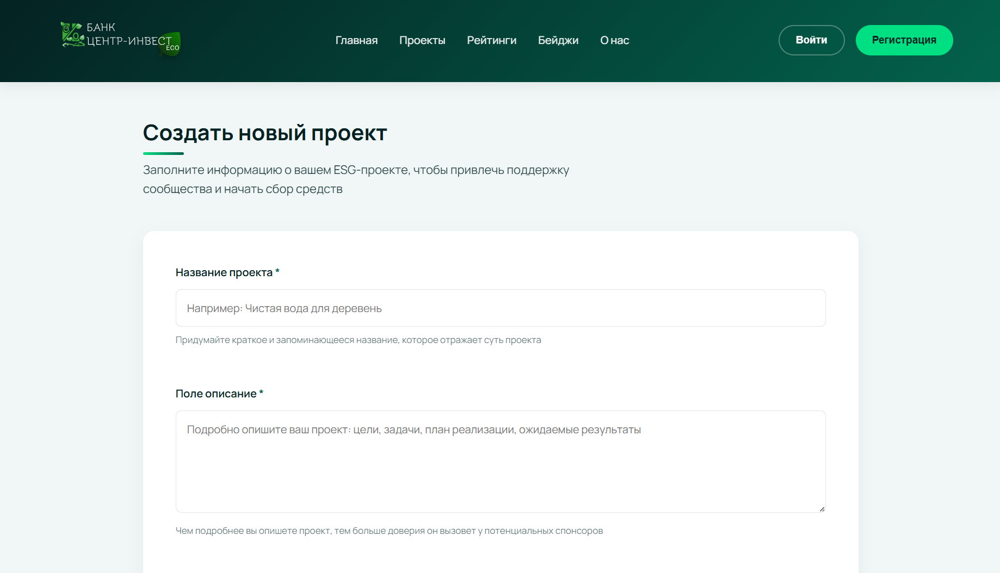 БАНК
ЦЕНТР-ИНВЕСТ
ECO
Главная
Проекты
Рейтинги
Бейджи
О нас
Войти
Регистрация
Создать новый проект
Заполните информацию о вашем ESG-проекте, чтобы привлечь поддержку
сообщества и начать сбор средств
Название проекта *
Например: Чистая вода для деревень
Придумайте краткое и запоминающееся название, которое отражает суть проекта
Поле описание *
Подробно опишите ваш проект: цели, задачи, план реализации, ожидаемые результаты
Чем подробнее вы опишете проект, тем больше доверия он вызовет у потенциальных спонсоров